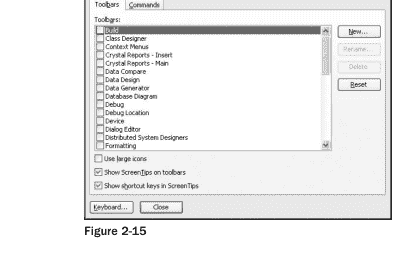 Toolbars Commands
Toolbars:
Build
Class Designer
Context Menus
Crystal Reports - Insert
Crystal Reports - Main
Data Compare
Data Design
Data Generator
Database Diagram
Debug
Debug Location
Device
Dialog Editor
Distributed System Designers
Formatting
New...
Rename...
Delete
Reset
Use large icons
Show ScreenTips on toolbars
Show shortcut keys in ScreenTips
Keyboard... Close
Figure 2-15